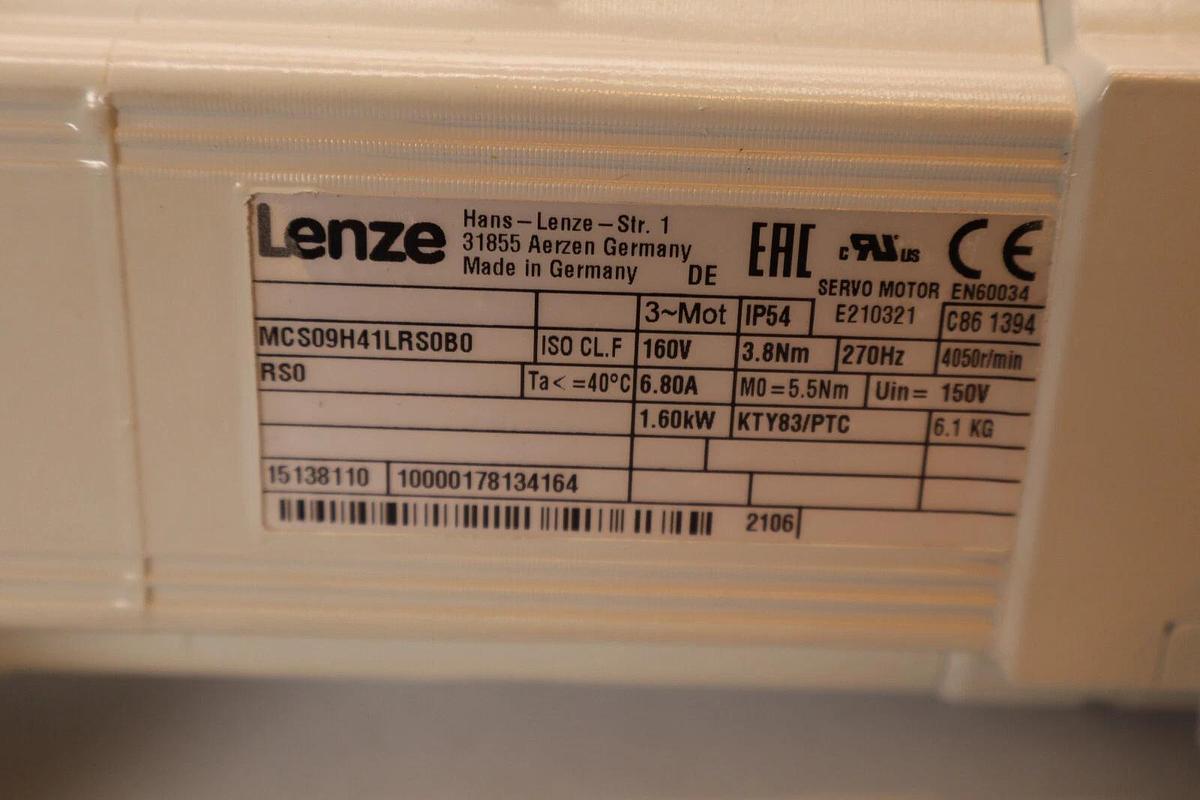 Lenze
Hans-Lenze-Str. 1
31855 Aerzen Germany
Made in Germany DE
EAC
c RU us
CE
SERVO MOTOR EN60034
3~Mot IP54 E210321 C86 1394
MCS09H41LRS0B0 ISO CL.F 160V 3.8Nm 270Hz 4050r/min
RS0 Ta<=40°C 6.80A M0=5.5Nm Uin= 150V
1.60kW KTY83/PTC 6.1 KG
15138110 10000178134164
2106